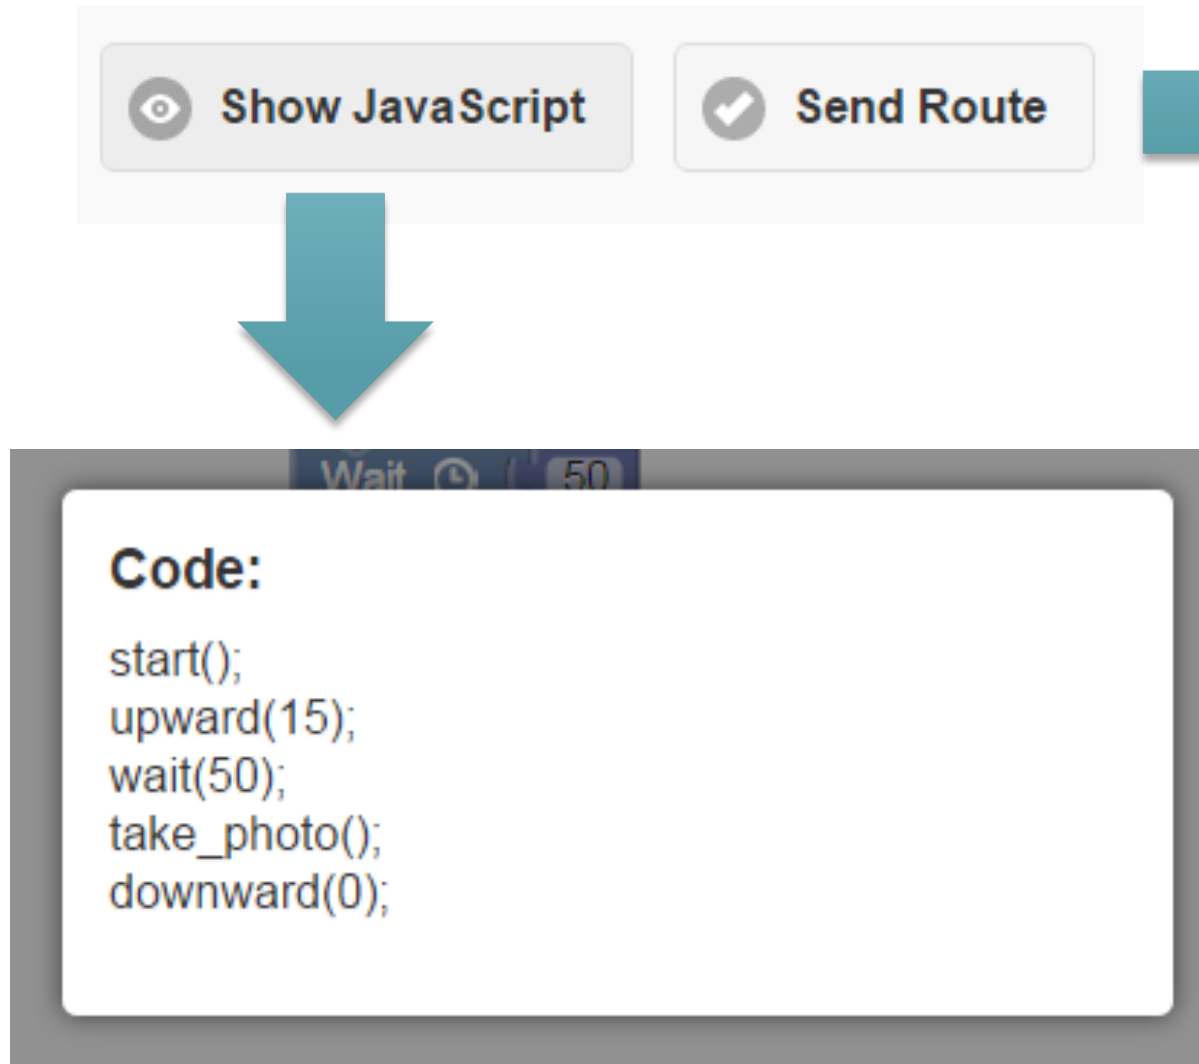 Show JavaScript
Send Route
Wait 50
Code:
start();
upward(15);
wait(50);
take_photo();
downward(0);